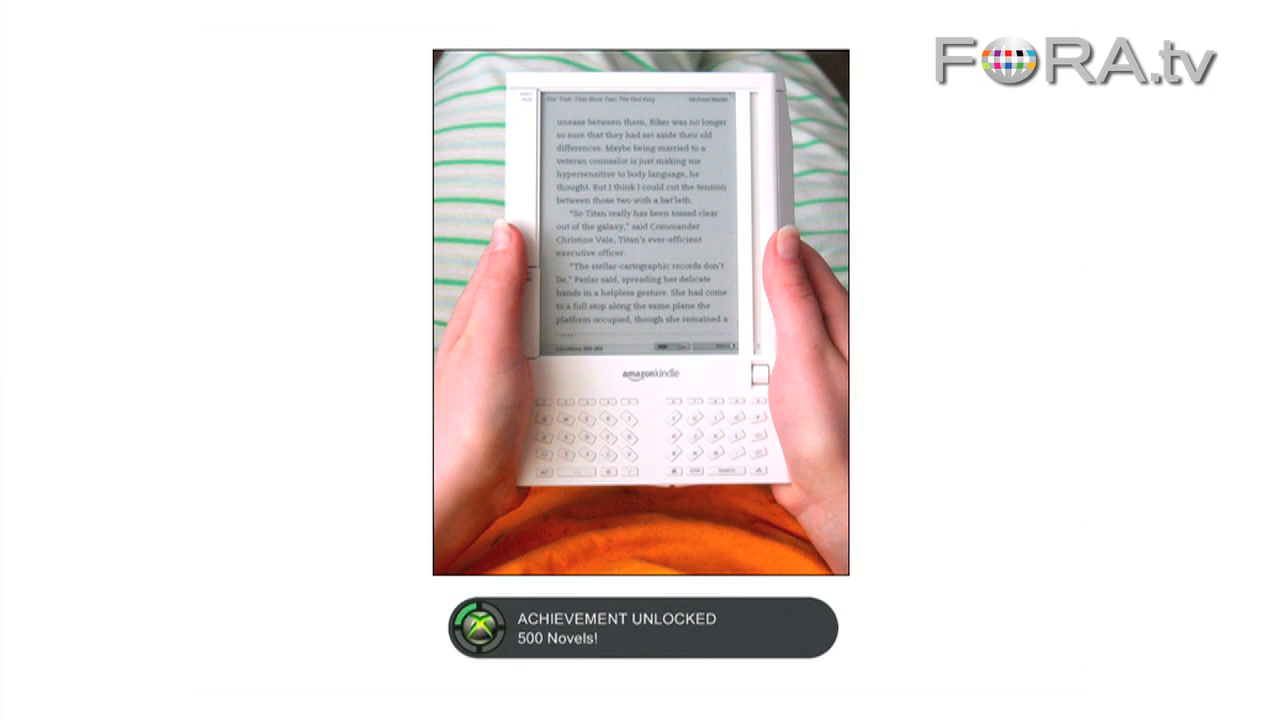 FORA.tv
Star Trek: Titan Book Two: The Red King Michael Martin
unease between them, Riker was no longer
so sure that they had set aside their old
differences. Maybe being married to a
veteran counselor is just making me
hypersensitive to body language, he
thought. But I think I could cut the tension
between those two with a bat'leth.
"So Titan really has been tossed clear
out of the galaxy," said Commander
Christine Vale, Titan's ever-efficient
executive officer.
"The stellar-cartographic records don't
lie," Pazlar said, spreading her delicate
hands in a helpless gesture. She had come
to a full stop along the same plane the
platform occupied, though she remained a
amazonkindle
ACHIEVEMENT UNLOCKED
500 Novels!